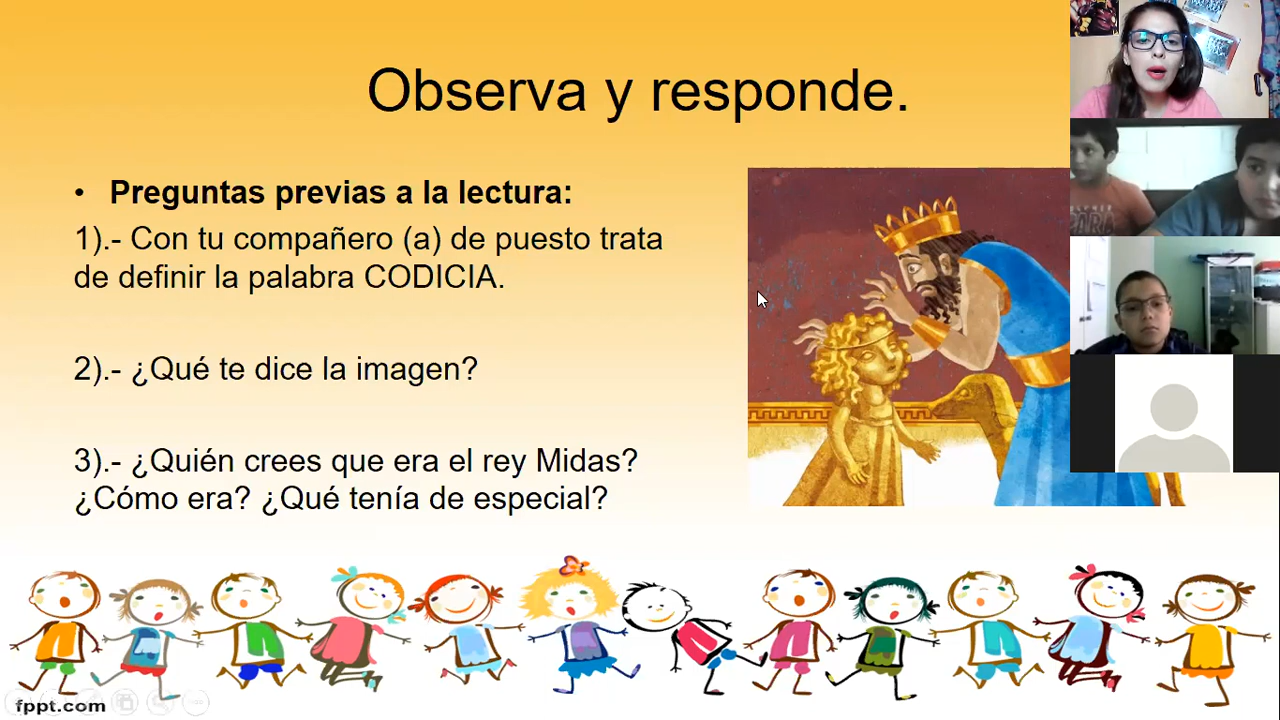 Observa y responde.
• Preguntas previas a la lectura:
1).- Con tu compañero (a) de puesto trata
de definir la palabra CODICIA.
2).- ¿Qué te dice la imagen?
3).- ¿Quién crees que era el rey Midas?
¿Cómo era? ¿Qué tenía de especial?
fppt.com